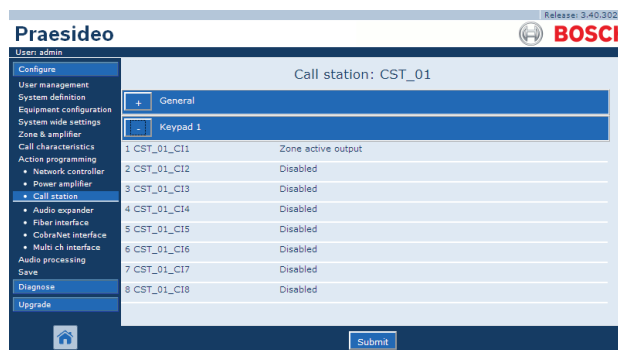 Release: 3.40.302
Praesideo
BOSCH
User: admin
Configure
User management
System definition
Equipment configuration
System wide settings
Zone & amplifier
Call characteristics
Action programming
• Network controller
• Power amplifier
• Call station
• Audio expander
• Fiber interface
• CobraNet interface
• Multi ch interface
Audio processing
Save
Diagnose
Upgrade
Call station: CST_01
+ General
- Keypad 1
1 CST_01_CI1 Zone active output
2 CST_01_CI2 Disabled
3 CST_01_CI3 Disabled
4 CST_01_CI4 Disabled
5 CST_01_CI5 Disabled
6 CST_01_CI6 Disabled
7 CST_01_CI7 Disabled
8 CST_01_CI8 Disabled
Submit